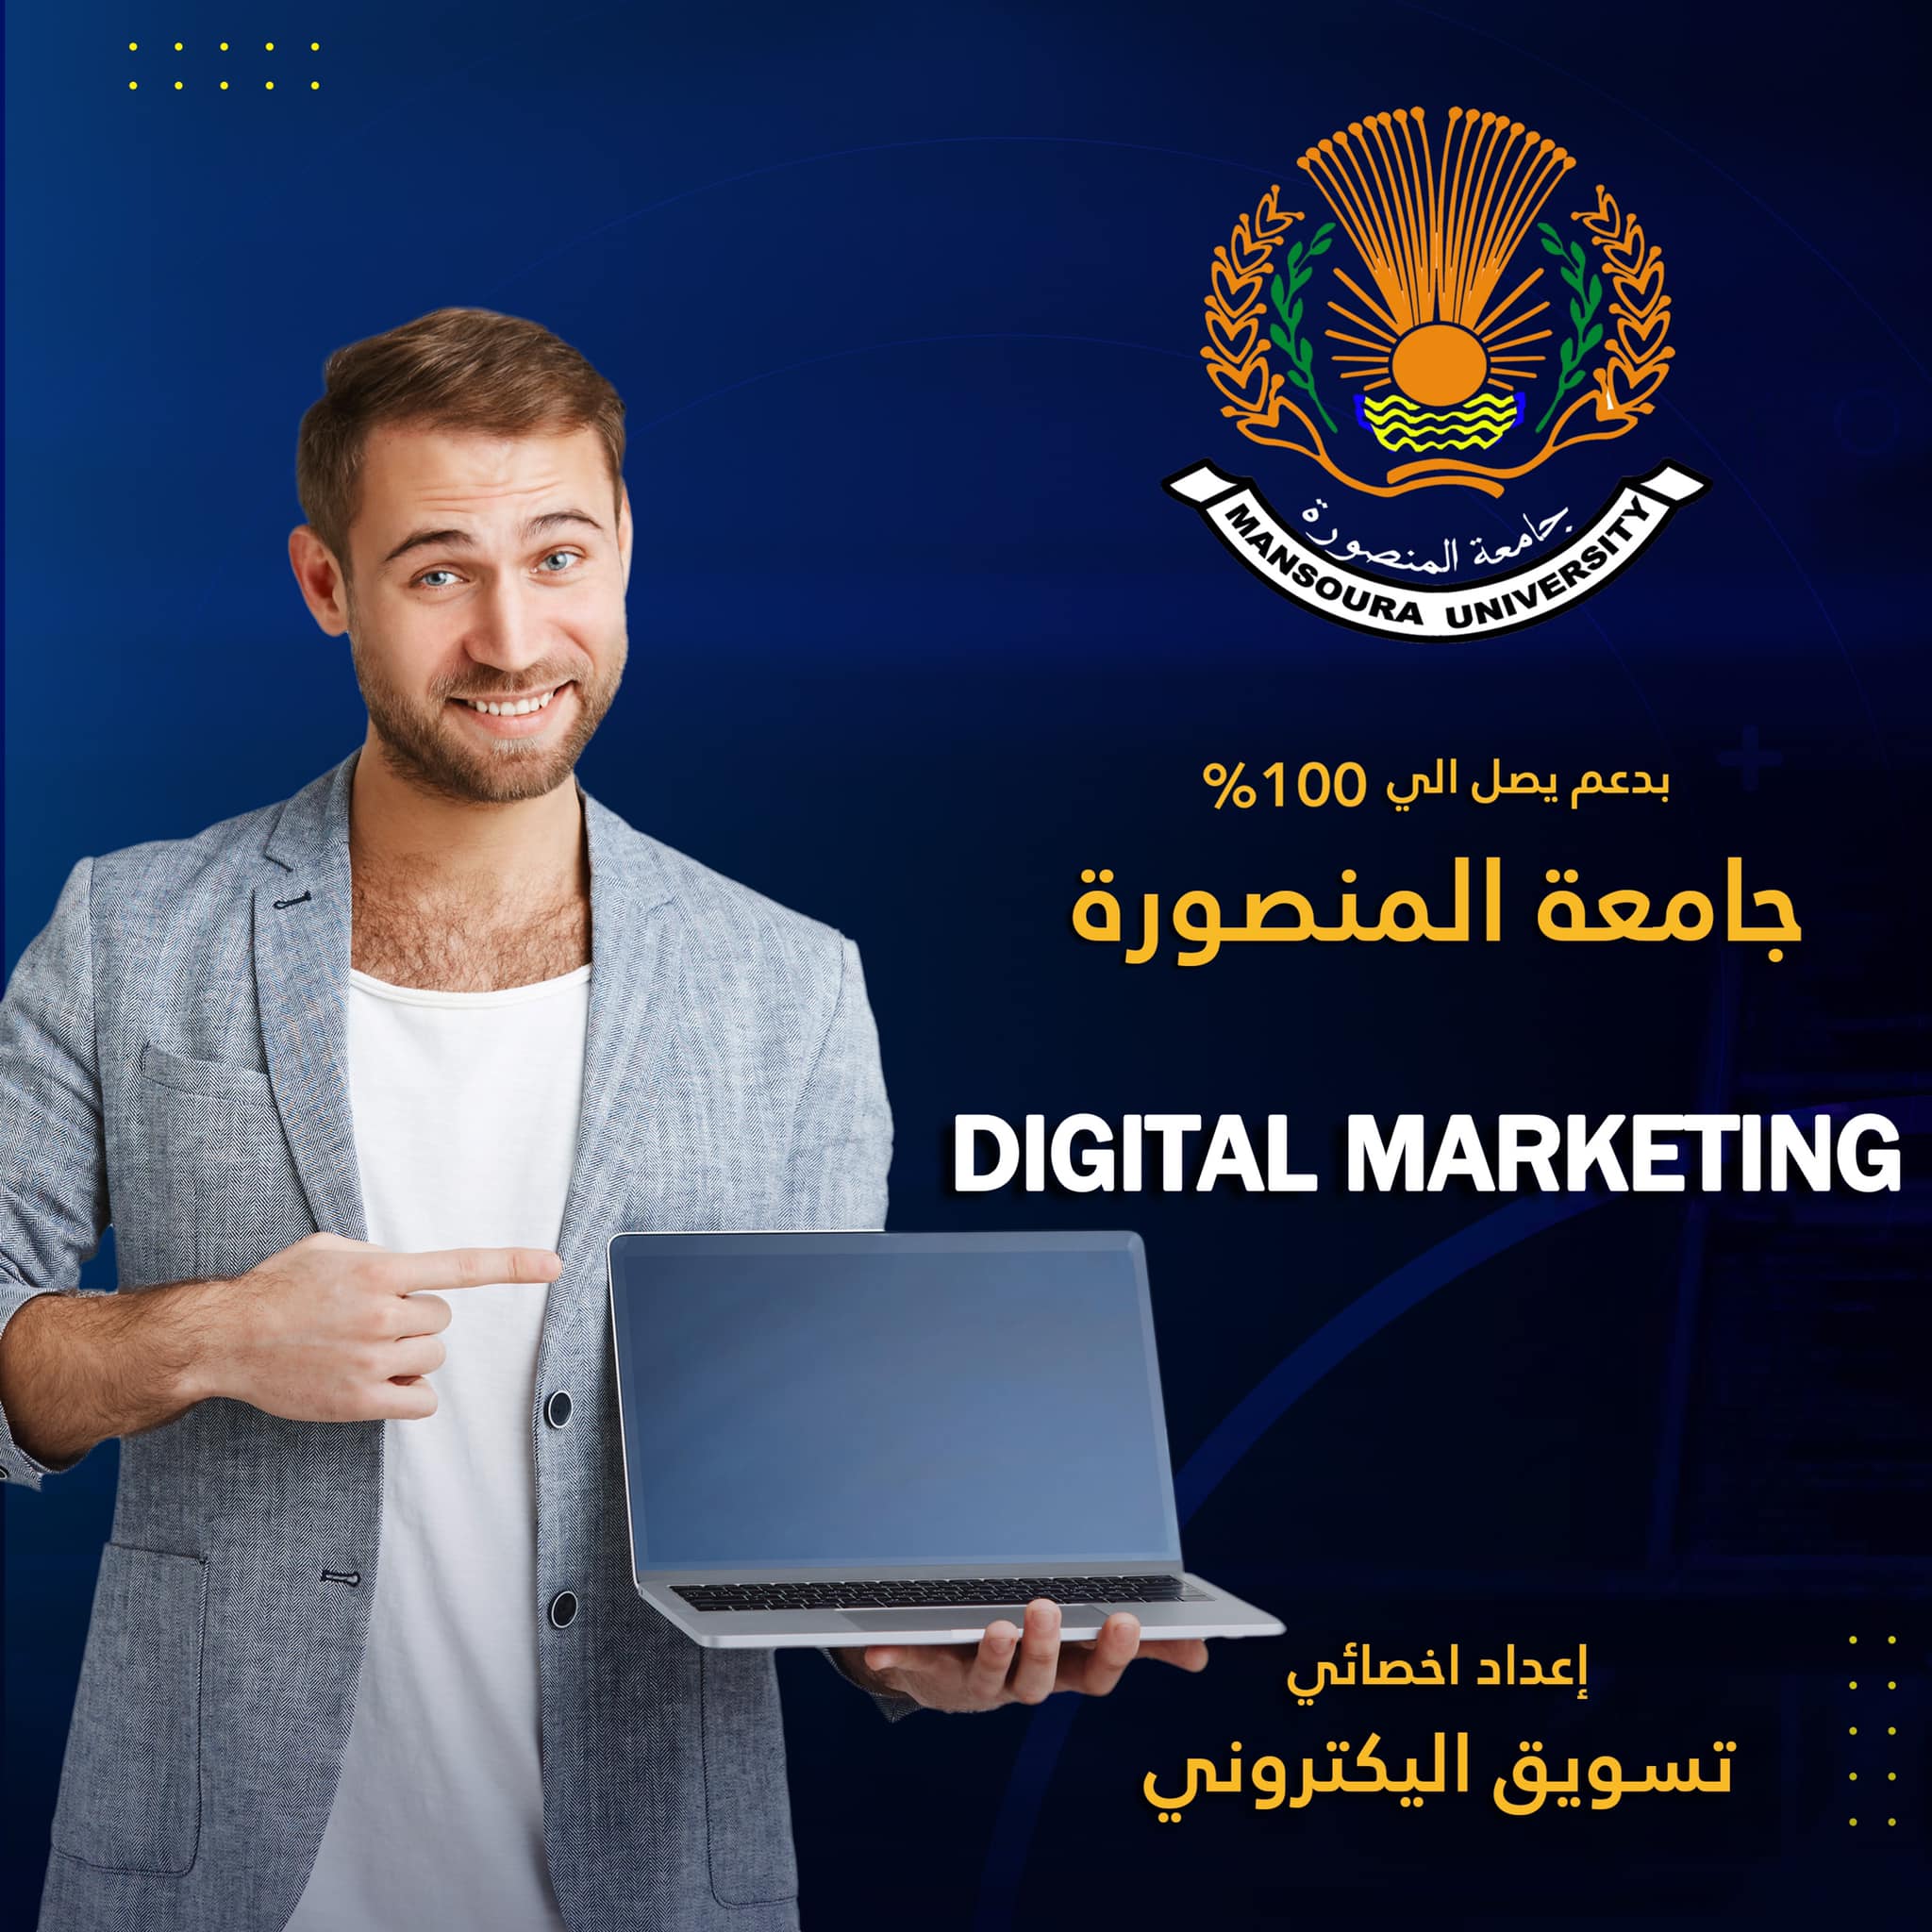 جامعة المنصورة
MANSOURA UNIVERSITY
بدعم يصل الي 100%
جامعة المنصورة
DIGITAL MARKETING
إعداد اخصائي
تسويق اليكتروني